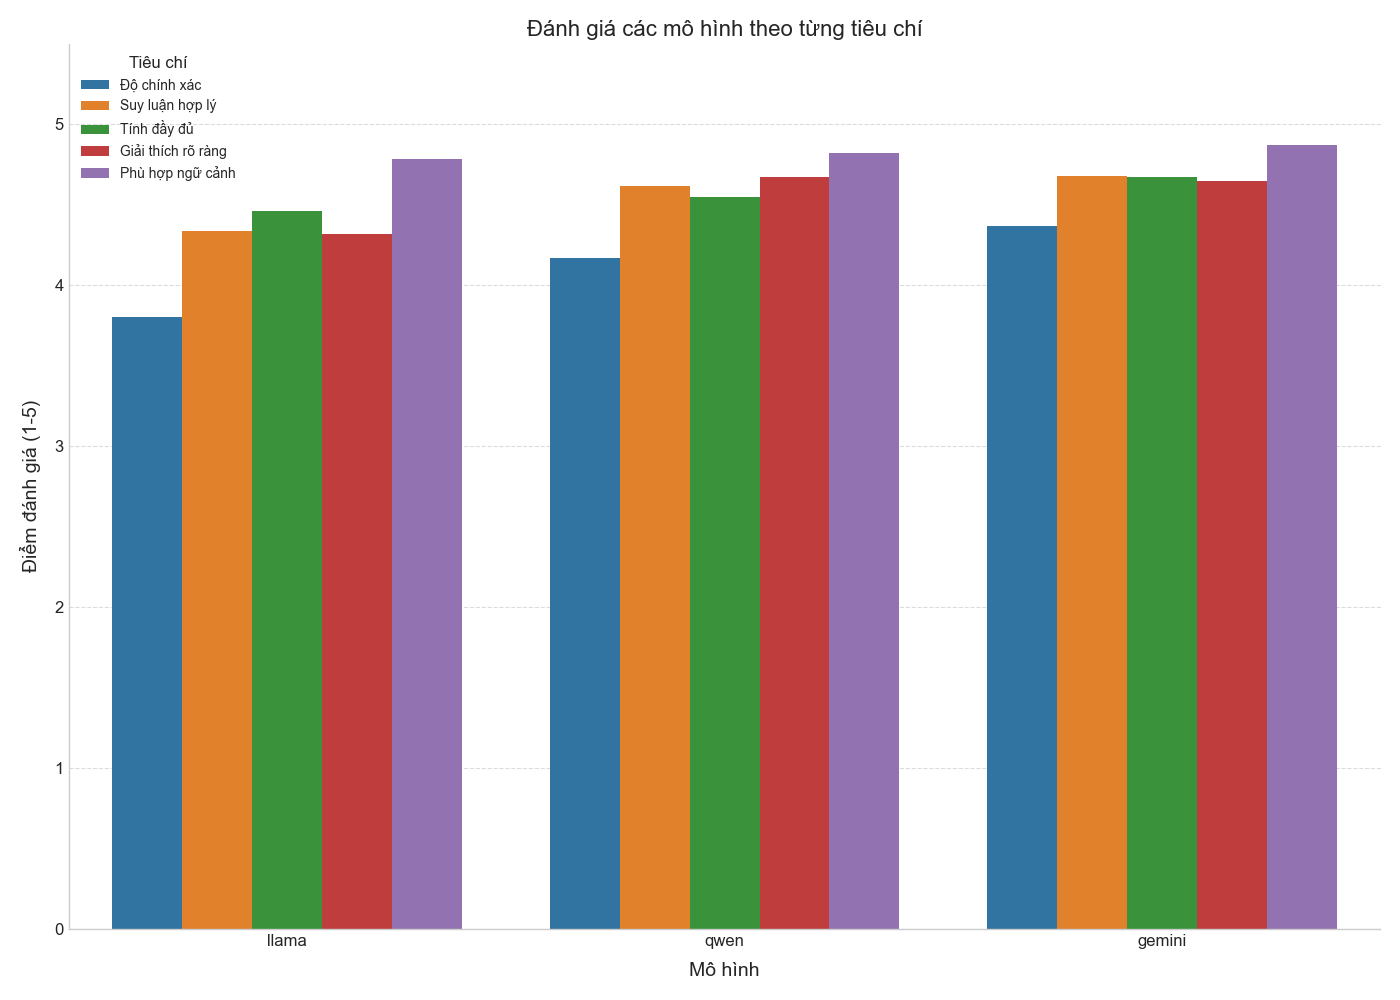 Đánh giá các mô hình theo từng tiêu chí
Tiêu chí
Độ chính xác
Suy luận hợp lý
Tính đầy đủ
Giải thích rõ ràng
Phù hợp ngữ cảnh
Điểm đánh giá (1-5)
5
4
3
2
1
0
llama
qwen
gemini
Mô hình